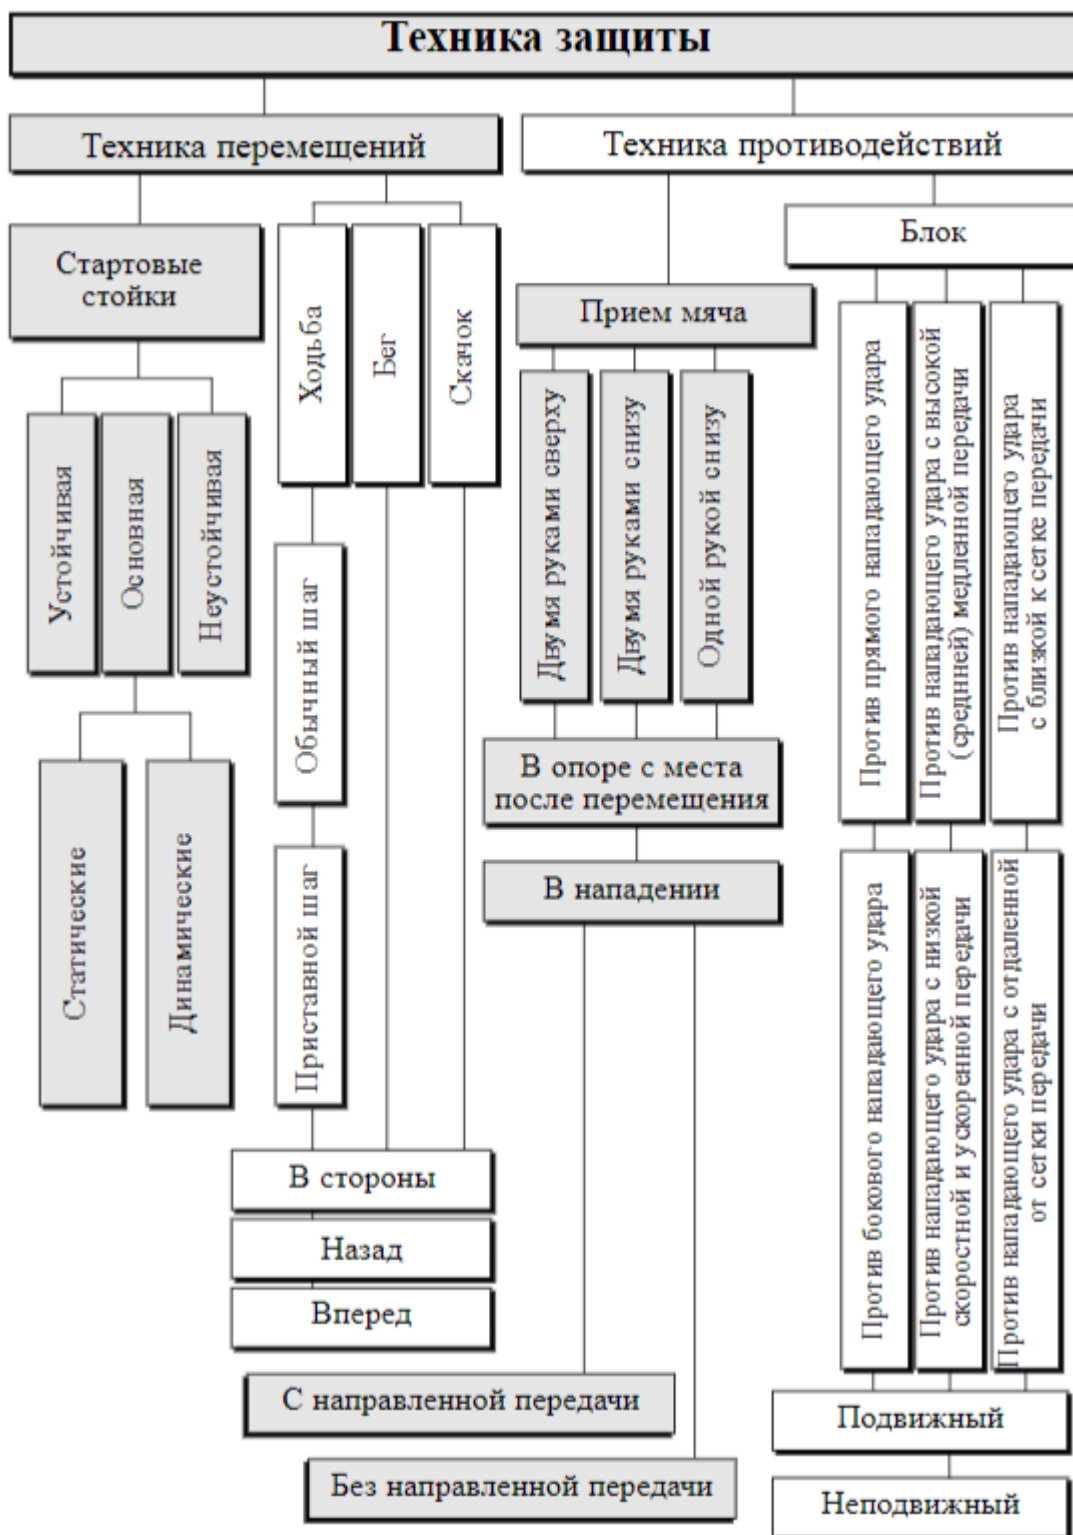 Техника защиты
Техника перемещений
Техника противодействий
Стартовые
стойки
Ходьба
Бег
Скачок
Прием мяча
Блок
Устойчивая
Основная
Неустойчивая
Статические
Динамические
Обычный шаг
Приставной шаг
В стороны
Назад
Вперед
Двумя руками сверху
Двумя руками снизу
Одной рукой снизу
В опоре с места
после перемещения
В нападении
С направленной передачи
Без направленной передачи
Против прямого нападающего удара
Против нападающего удара с высокой
(средней) медленной передачи
Против нападающего удара
с близкой к сетке передачи
Против бокового нападающего удара
Против нападающего удара с низкой
скоростной и ускоренной передачи
Против нападающего удара с отдаленной
от сетки передачи
Подвижный
Неподвижный